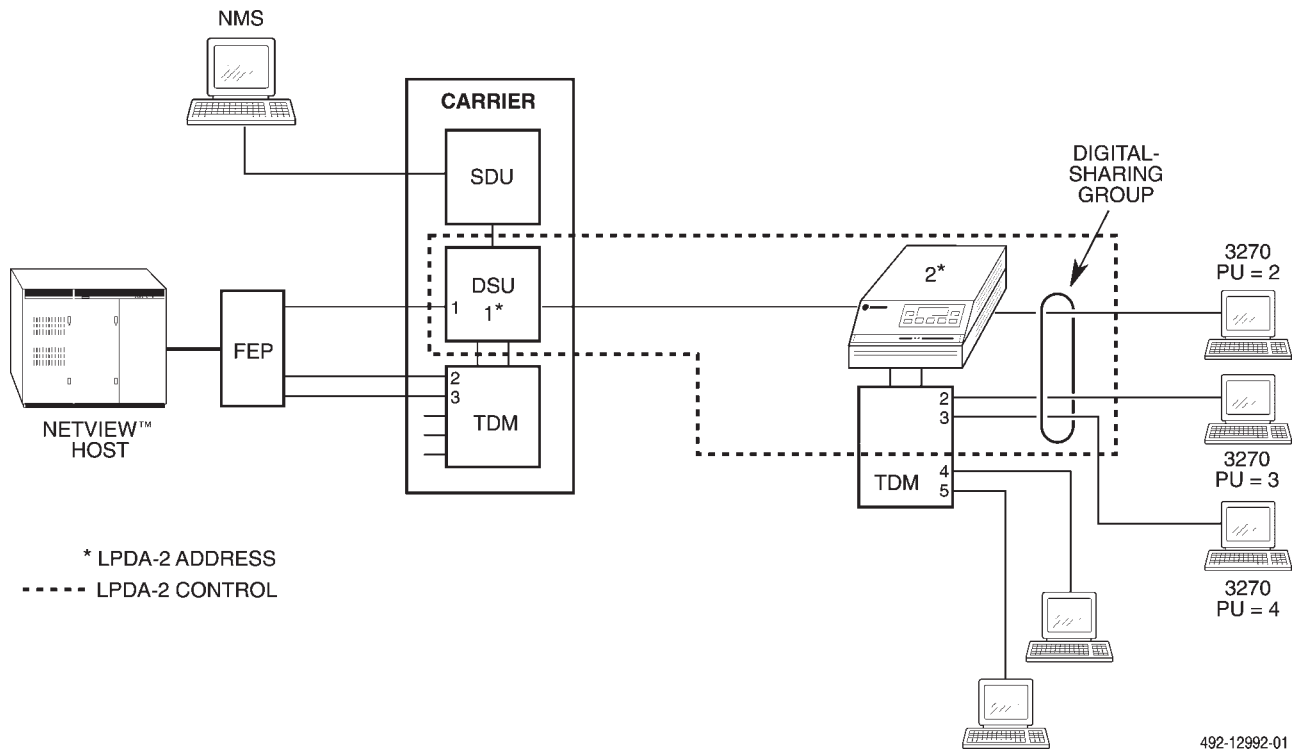 NMS
CARRIER
SDU
DIGITAL-
SHARING
GROUP
DSU
1
1*
2*
3270
PU = 2
FEP
2
3
TDM
NETVIEW™
HOST
2
3
TDM
4
5
3270
PU = 3
3270
PU = 4
* LPDA-2 ADDRESS
LPDA-2 CONTROL
492-12992-01